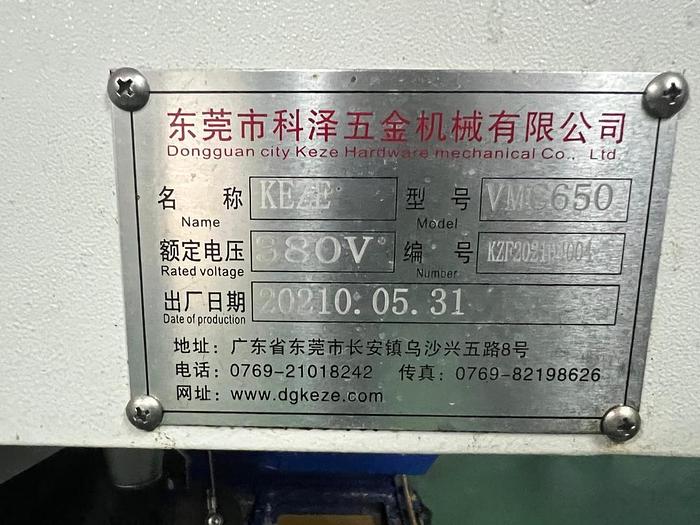 东莞市科泽五金机械有限公司
Dongguan city Keze Hardware mechanical Co., Ltd
名 称 KEZE 型 号 VMC650
Name Model
额定电压 380V 编 号
Rated voltage Number
出厂日期 20210.05.31
Date of production
地址：广东省东莞市长安镇乌沙兴五路8号
电话：0769-21018242 传真：0769-82198626
网址：www.dgkeze.com